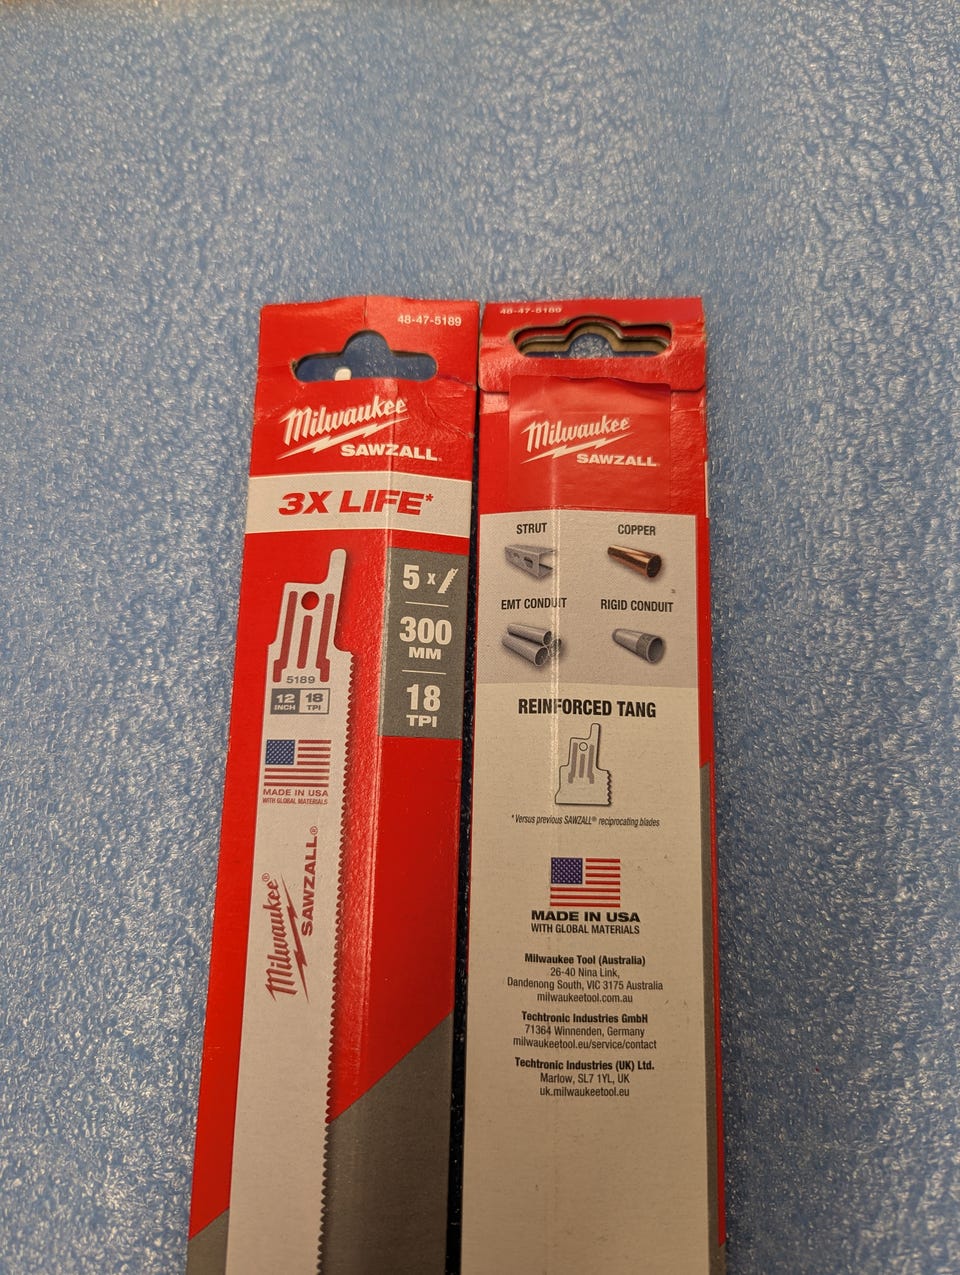 48-47-5189
Milwaukee
SAWZALL
3X LIFE*
5 x
300
MM
18
TPI
5189
12
INCH
18
TPI
MADE IN USA
WITH GLOBAL MATERIALS
Milwaukee®
SAWZALL®
48-47-5189
Milwaukee
SAWZALL
STRUT
COPPER
EMT CONDUIT
RIGID CONDUIT
REINFORCED TANG
*Versus previous SAWZALL® reciprocating blades
MADE IN USA
WITH GLOBAL MATERIALS
Milwaukee Tool (Australia)
26-40 Nina Link,
Dandenong South, VIC 3175 Australia
milwaukeetool.com.au
Techtronic Industries GmbH
71364 Winnenden, Germany
milwaukeetool.eu/service/contact
Techtronic Industries (UK) Ltd.
Marlow, SL7 1YL, UK
uk.milwaukeetool.eu